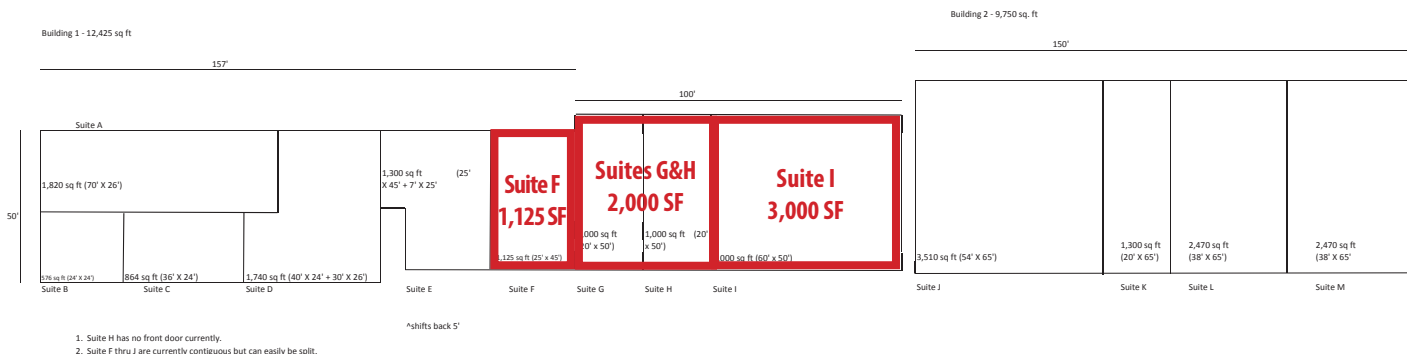 Building 2 - 9,750 sq. ft
Building 1 - 12,425 sq ft
150'
157'
100'
Suite A
1,820 sq ft (70' X 26')
1,300 sq ft (25'
X 45' + 7' X 25'
Suite F
1,125 SF
Suites G&H
2,000 SF
Suite I
3,000 SF
50'
000 sq ft
0' x 50')
1,000 sq ft (20'
x 50')
576 sq ft (24' X 24')
864 sq ft (36' X 24')
1,740 sq ft (40' X 24' + 30' X 26')
1,125 sq ft (25' x 45')
000 sq ft (60' x 50')
3,510 sq ft (54' X 65')
1,300 sq ft
(20' X 65')
2,470 sq ft
(38' X 65')
2,470 sq ft
(38' X 65'
Suite B
Suite C
Suite D
Suite E
Suite F
Suite G
Suite H
Suite I
Suite J
Suite K
Suite L
Suite M
^shifts back 5'
1. Suite H has no front door currently.
2. Suite F thru J are currently contiguous but can easily be split.